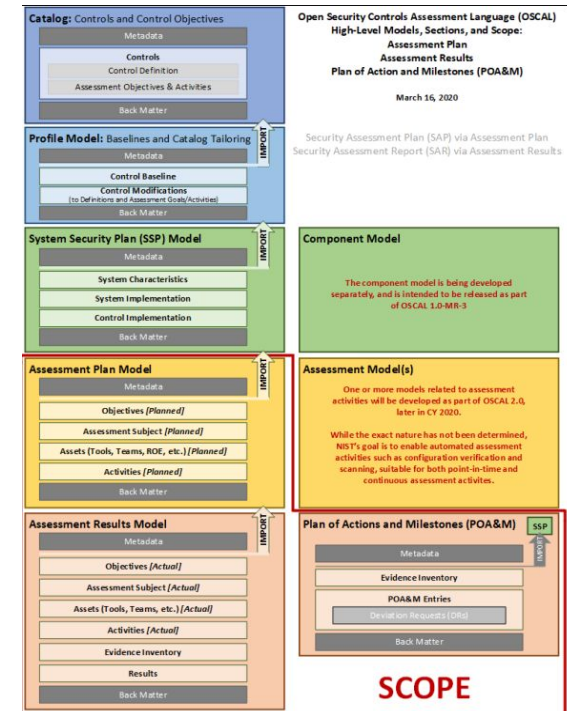 Catalog: Controls and Control Objectives
Metadata
Controls
Control Definition
Assessment Objectives & Activities
Back Matter
IMPORT
Profile Model: Baselines and Catalog Tailoring
Metadata
Control Baseline
Control Modifications
(to Definitions and Assessment Goals/Activities)
Back Matter
IMPORT
System Security Plan (SSP) Model
Metadata
System Characteristics
System Implementation
Control Implementation
Back Matter
IMPORT
Assessment Plan Model
Metadata
Objectives [Planned]
Assessment Subject [Planned]
Assets (Tools, Teams, ROE, etc.) [Planned]
Activities [Planned]
Back Matter
IMPORT
Assessment Results Model
Metadata
Objectives [Actual]
Assessment Subject [Actual]
Assets (Tools, Teams, etc.) [Actual]
Activities [Actual]
Evidence Inventory
Results
Back Matter
Open Security Controls Assessment Language (OSCAL)
High-Level Models, Sections, and Scope:
Assessment Plan
Assessment Results
Plan of Action and Milestones (POA&M)
March 16, 2020
Security Assessment Plan (SAP) via Assessment Plan
Security Assessment Report (SAR) via Assessment Results
Component Model
The component model is being developed
separately, and is intended to be released as part
of OSCAL 1.0-MR-3
Assessment Model(s)
One or more models related to assessment
activities will be developed as part of OSCAL 2.0,
later in CY 2020.
While the exact nature has not been determined,
NIST's goal is to enable automated assessment
activities such as configuration verification and
scanning, suitable for both point-in-time and
continuous assessment activites.
Plan of Actions and Milestones (POA&M)
SSP
IMPORT
Metadata
Evidence Inventory
POA&M Entries
Deviation Requests (DRs)
Back Matter
SCOPE